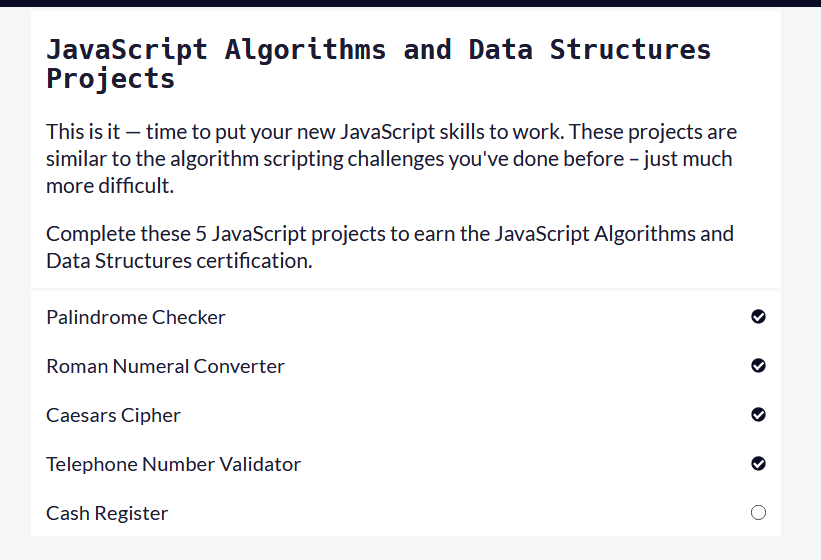 JavaScript Algorithms and Data Structures
Projects
This is it — time to put your new JavaScript skills to work. These projects are
similar to the algorithm scripting challenges you've done before – just much
more difficult.
Complete these 5 JavaScript projects to earn the JavaScript Algorithms and
Data Structures certification.
Palindrome Checker
Roman Numeral Converter
Caesars Cipher
Telephone Number Validator
Cash Register